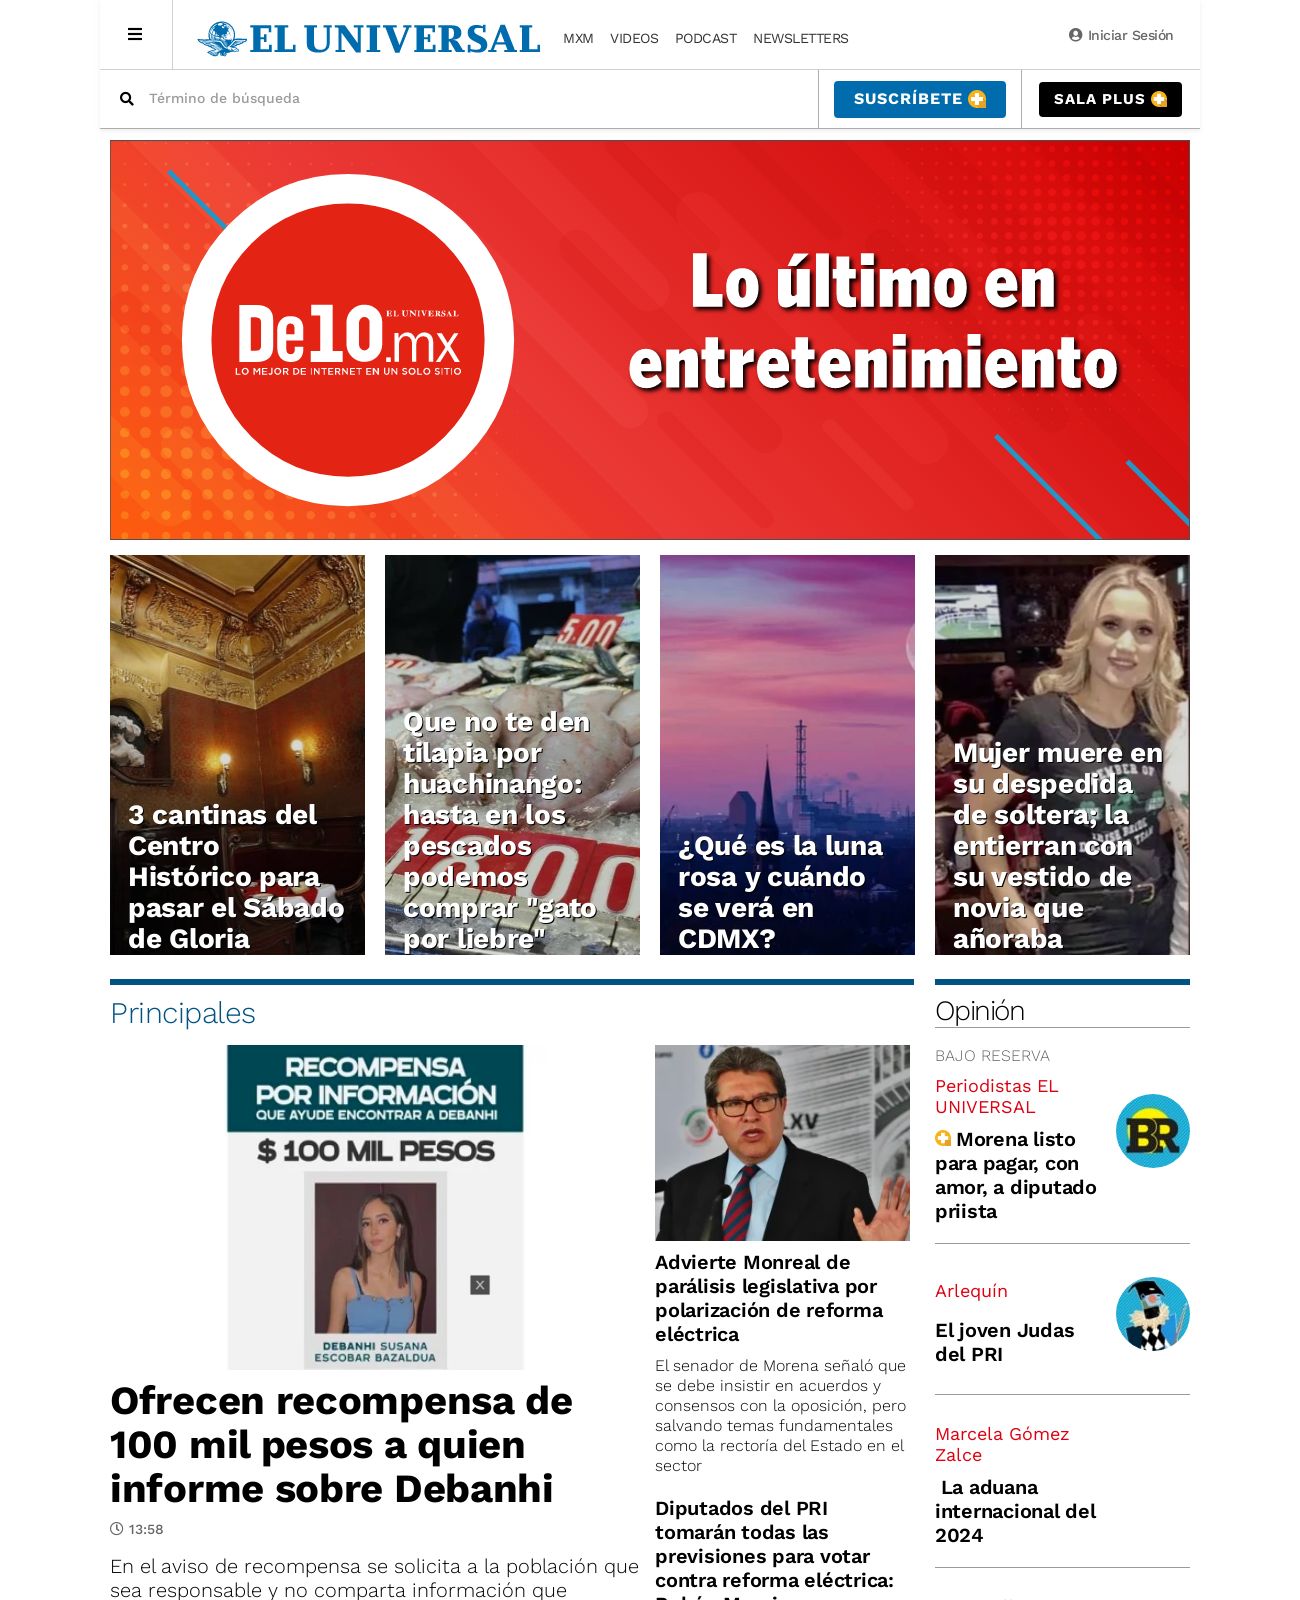 EL UNIVERSAL
MXM VIDEOS PODCAST NEWSLETTERS
Iniciar Sesión
Término de búsqueda
SUSCRÍBETE
SALA PLUS
EL UNIVERSAL
De10.mx
LO MEJOR DE INTERNET EN UN SOLO SITIO
Lo último en
entretenimiento
3 cantinas del
Centro
Histórico para
pasar el Sábado
de Gloria
5.00
Que no te den
tilapia por
huachinango:
hasta en los
pescados
podemos
comprar "gato
por liebre"
¿Qué es la luna
rosa y cuándo
se verá en
CDMX?
Mujer muere en
su despedida
de soltera; la
entierran con
su vestido de
novia que
añoraba
Principales
RECOMPENSA
POR INFORMACIÓN
QUE AYUDE ENCONTRAR A DEBANHI
$ 100 MIL PESOS
X
DEBANHI SUSANA
ESCOBAR BAZALDUA
Ofrecen recompensa de
100 mil pesos a quien
informe sobre Debanhi
13:58
En el aviso de recompensa se solicita a la población que
sea responsable y no comparta información que
LXV
Advierte Monreal de
parálisis legislativa por
polarización de reforma
eléctrica
El senador de Morena señaló que
se debe insistir en acuerdos y
consensos con la oposición, pero
salvando temas fundamentales
como la rectoría del Estado en el
sector
Diputados del PRI
tomarán todas las
previsiones para votar
contra reforma eléctrica:
Opinión
BAJO RESERVA
Periodistas EL
UNIVERSAL
BR
Morena listo
para pagar, con
amor, a diputado
priista
Arlequín
El joven Judas
del PRI
Marcela Gómez
Zalce
La aduana
internacional del
2024